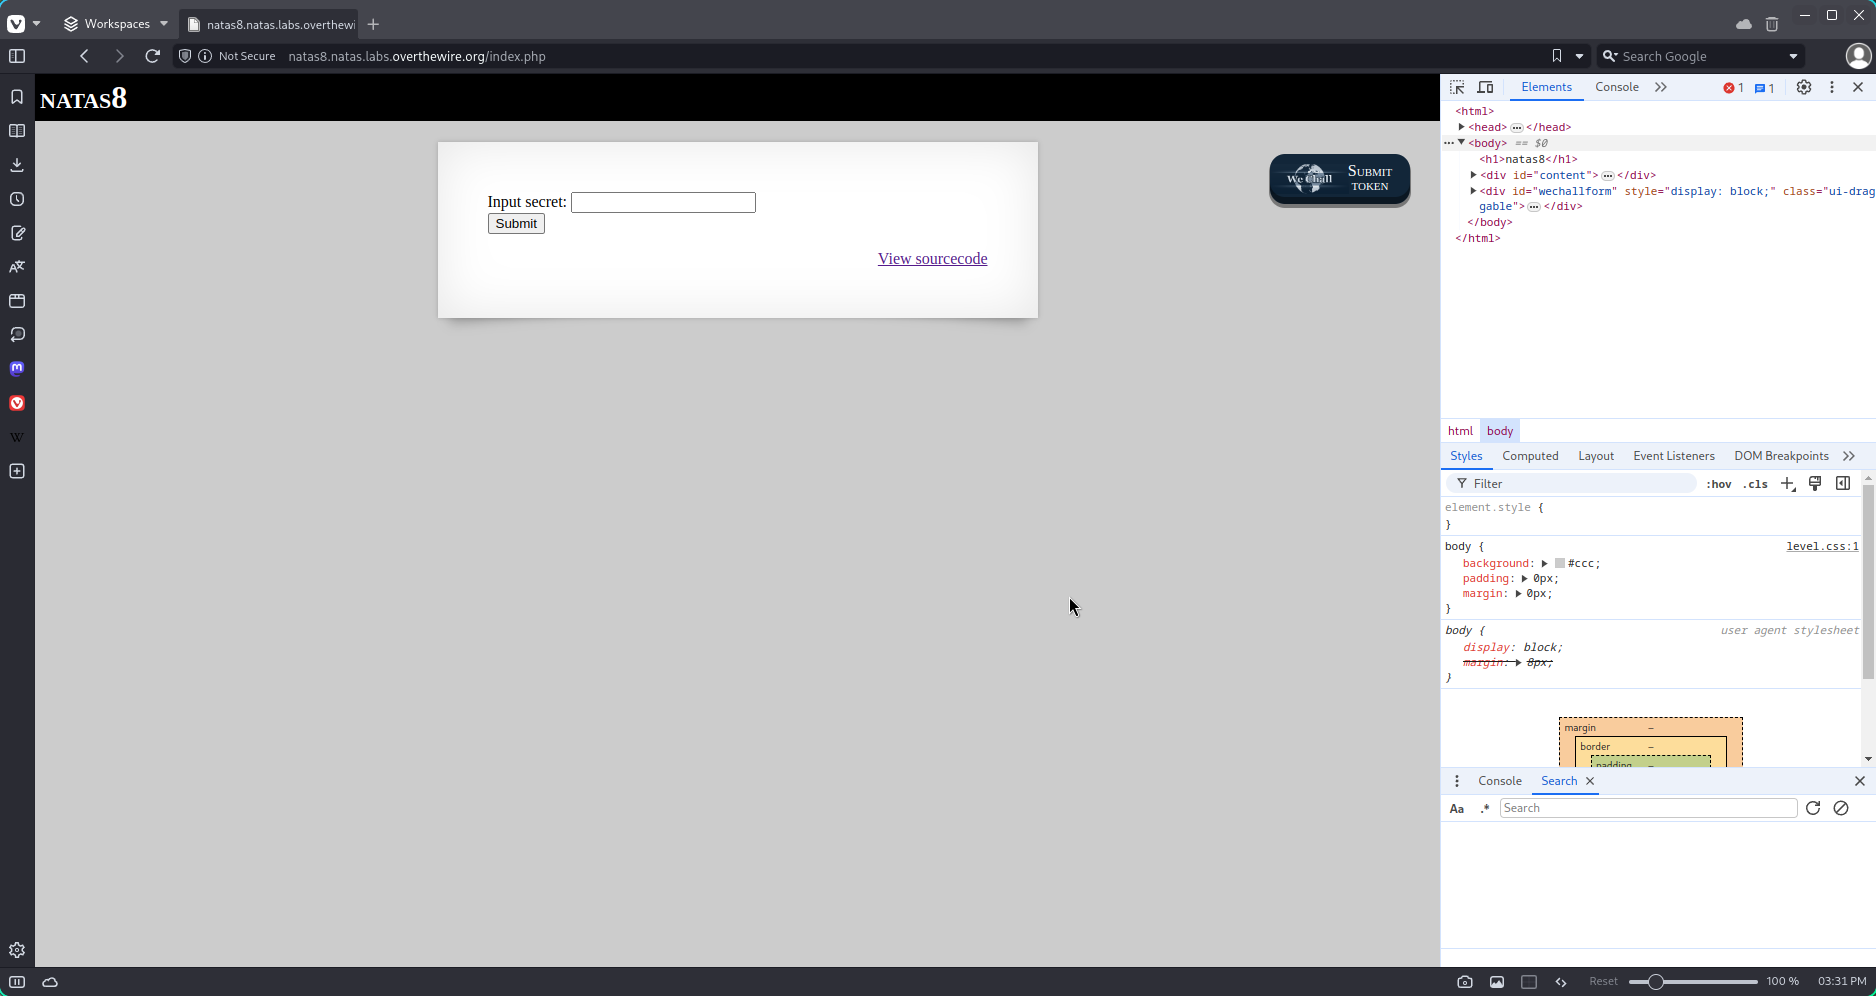 Workspaces
natas8.natas.labs.overthewi
Not Secure natas8.natas.labs.overthewire.org/index.php
Search Google
NATAS8
Input secret:
Submit
View sourcecode
We Chall
SUBMIT
TOKEN
Elements Console 1 1
<html>
<head> </head>
<body> == $0
<h1>natas8</h1>
<div id="content"> </div>
<div id="wechallform" style="display: block;" class="ui-drag
gable"> </div>
</body>
</html>
html body
Styles Computed Layout Event Listeners DOM Breakpoints
Filter :hov .cls
element.style {
}
body { level.css:1
background: #ccc;
padding: 0px;
margin: 0px;
}
body { user agent stylesheet
display: block;
margin: 8px;
}
margin –
border –
padding
Console Search
Aa .* Search
Reset 100 % 03:31 PM